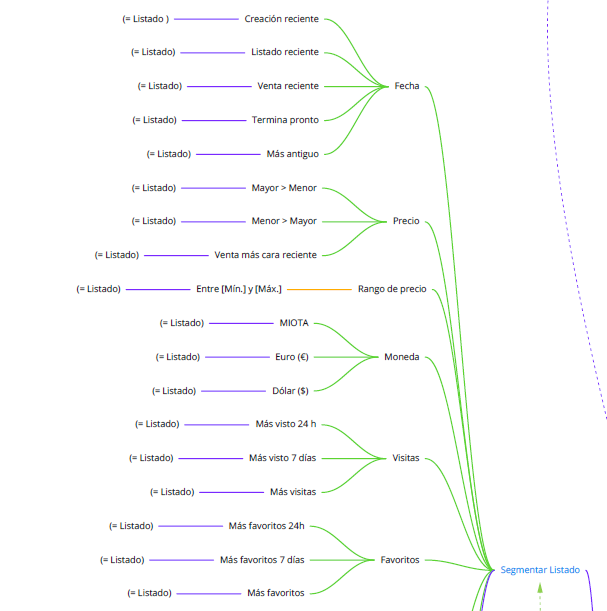 (= Listado ) Creación reciente
(= Listado) Listado reciente
(= Listado) Venta reciente Fecha
(= Listado) Termina pronto
(= Listado) Más antiguo
(= Listado) Mayor > Menor
(= Listado) Menor > Mayor Precio
(= Listado) Venta más cara reciente
(= Listado) Entre [Mín.] y [Máx.] Rango de precio
(= Listado) MIOTA
(= Listado) Euro (€) Moneda
(= Listado) Dólar ($)
(= Listado) Más visto 24 h
(= Listado) Más visto 7 días Visitas
(= Listado) Más visitas
(= Listado) Más favoritos 24h
(= Listado) Más favoritos 7 días Favoritos
Segmentar Listado
(= Listado) Más favoritos